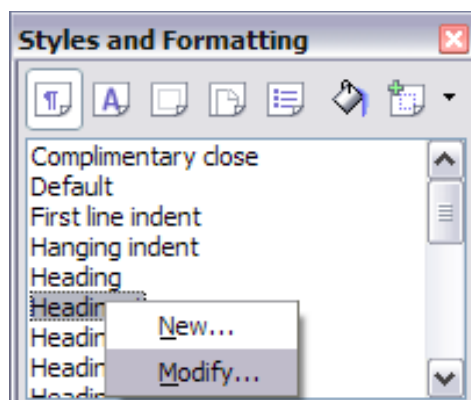 Styles and Formatting
Complimentary close
Default
First line indent
Hanging indent
Heading
New...
Modify...